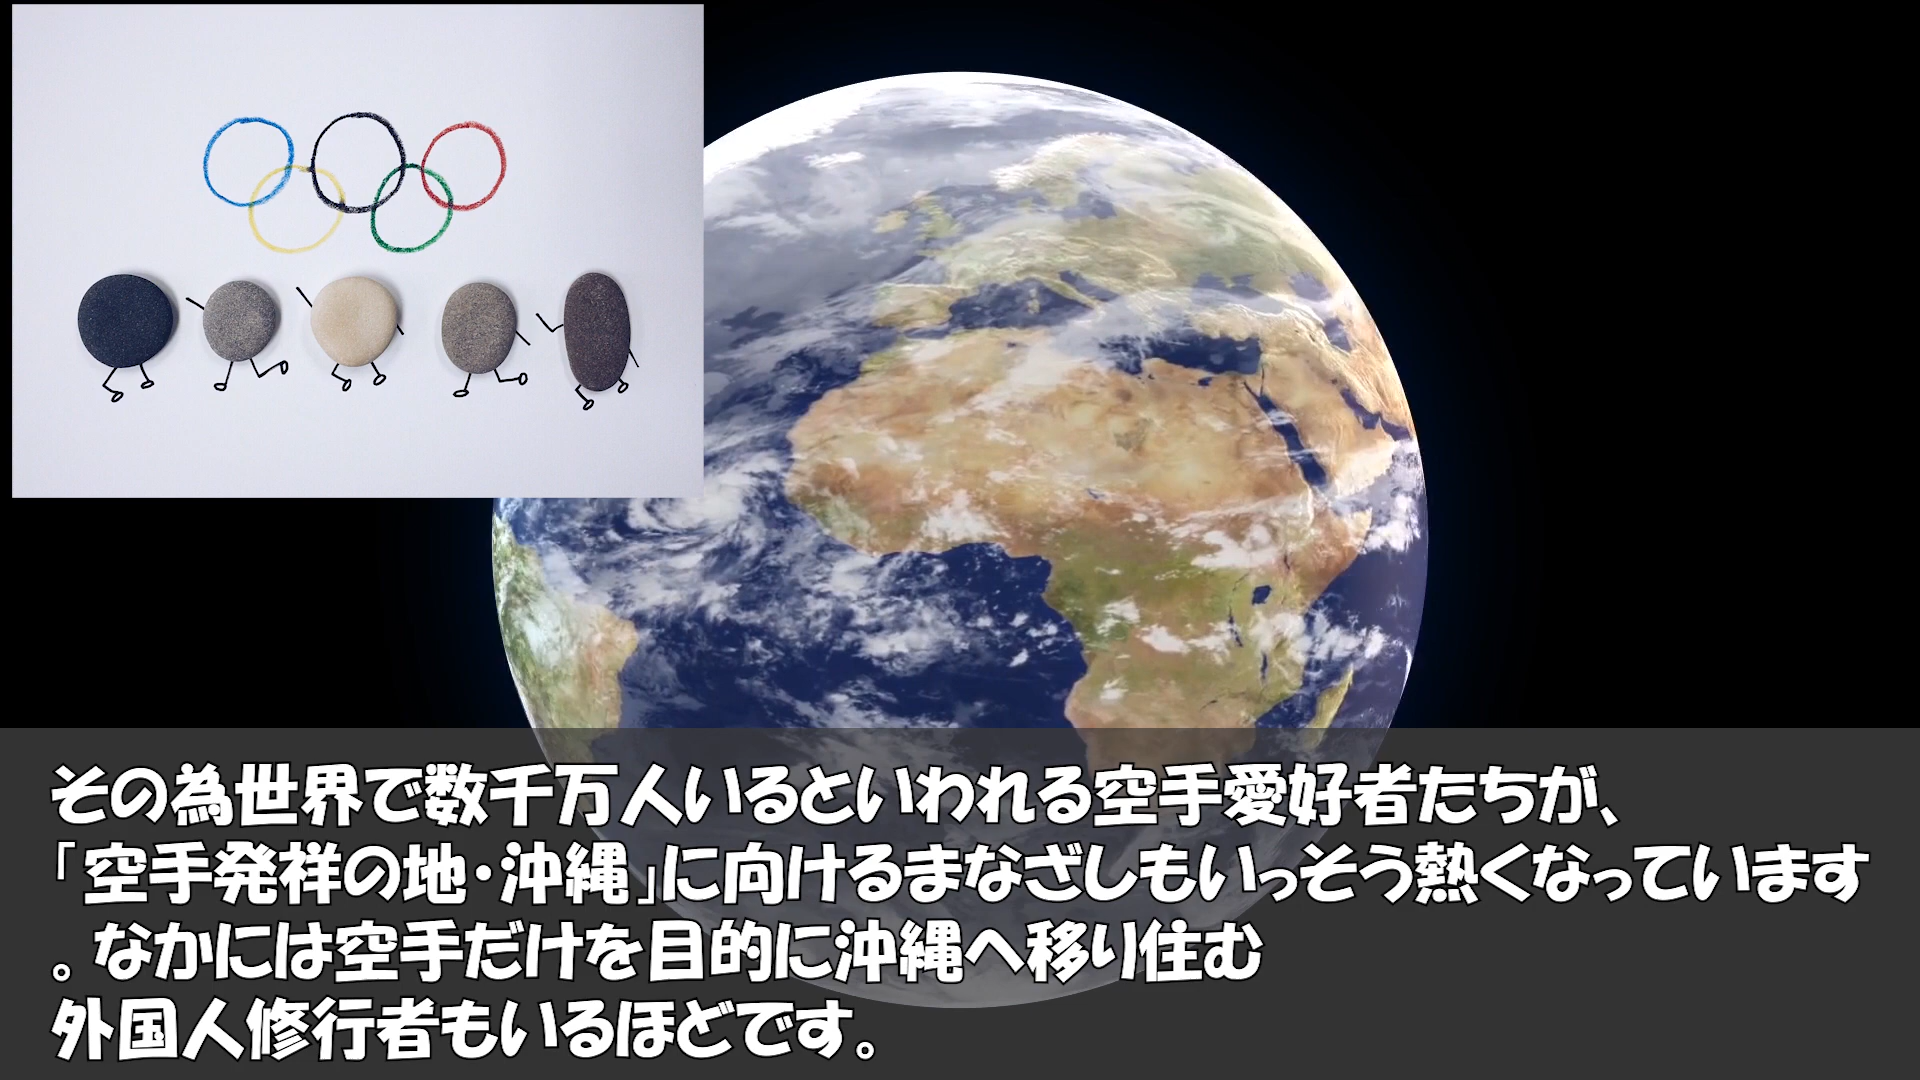 その為世界で数千万人いるといわれる空手愛好者たちが、
「空手発祥の地・沖縄」に向けるまなざしもいっそう熱くなっています
。なかには空手だけを目的に沖縄へ移り住む
外国人修行者もいるほどです。